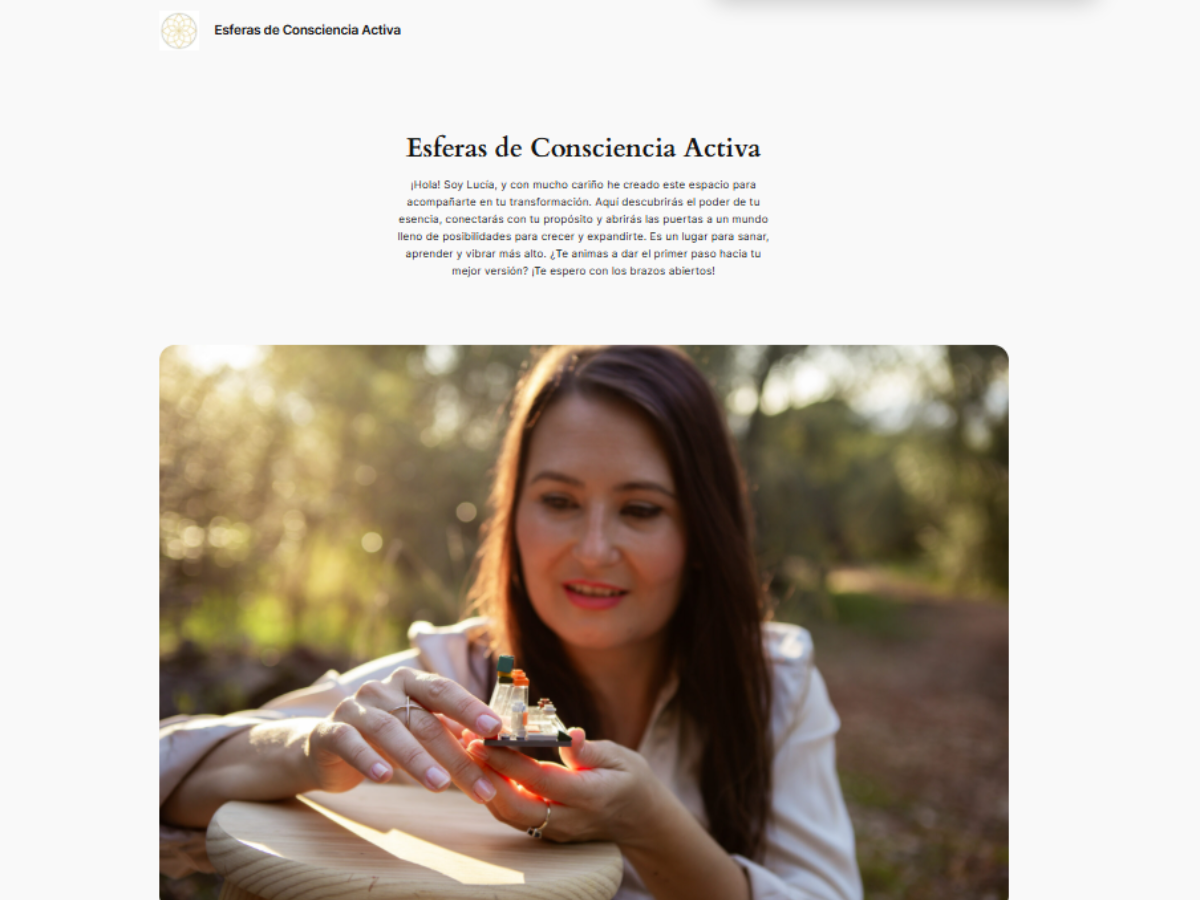 Esferas de Consciencia Activa
Esferas de Consciencia Activa
¡Hola! Soy Lucía, y con mucho cariño he creado este espacio para
acompañarte en tu transformación. Aquí descubrirás el poder de tu
esencia, conectarás con tu propósito y abrirás las puertas a un mundo
lleno de posibilidades para crecer y expandirte. Es un lugar para sanar,
aprender y vibrar más alto. ¿Te animas a dar el primer paso hacia tu
mejor versión? ¡Te espero con los brazos abiertos!